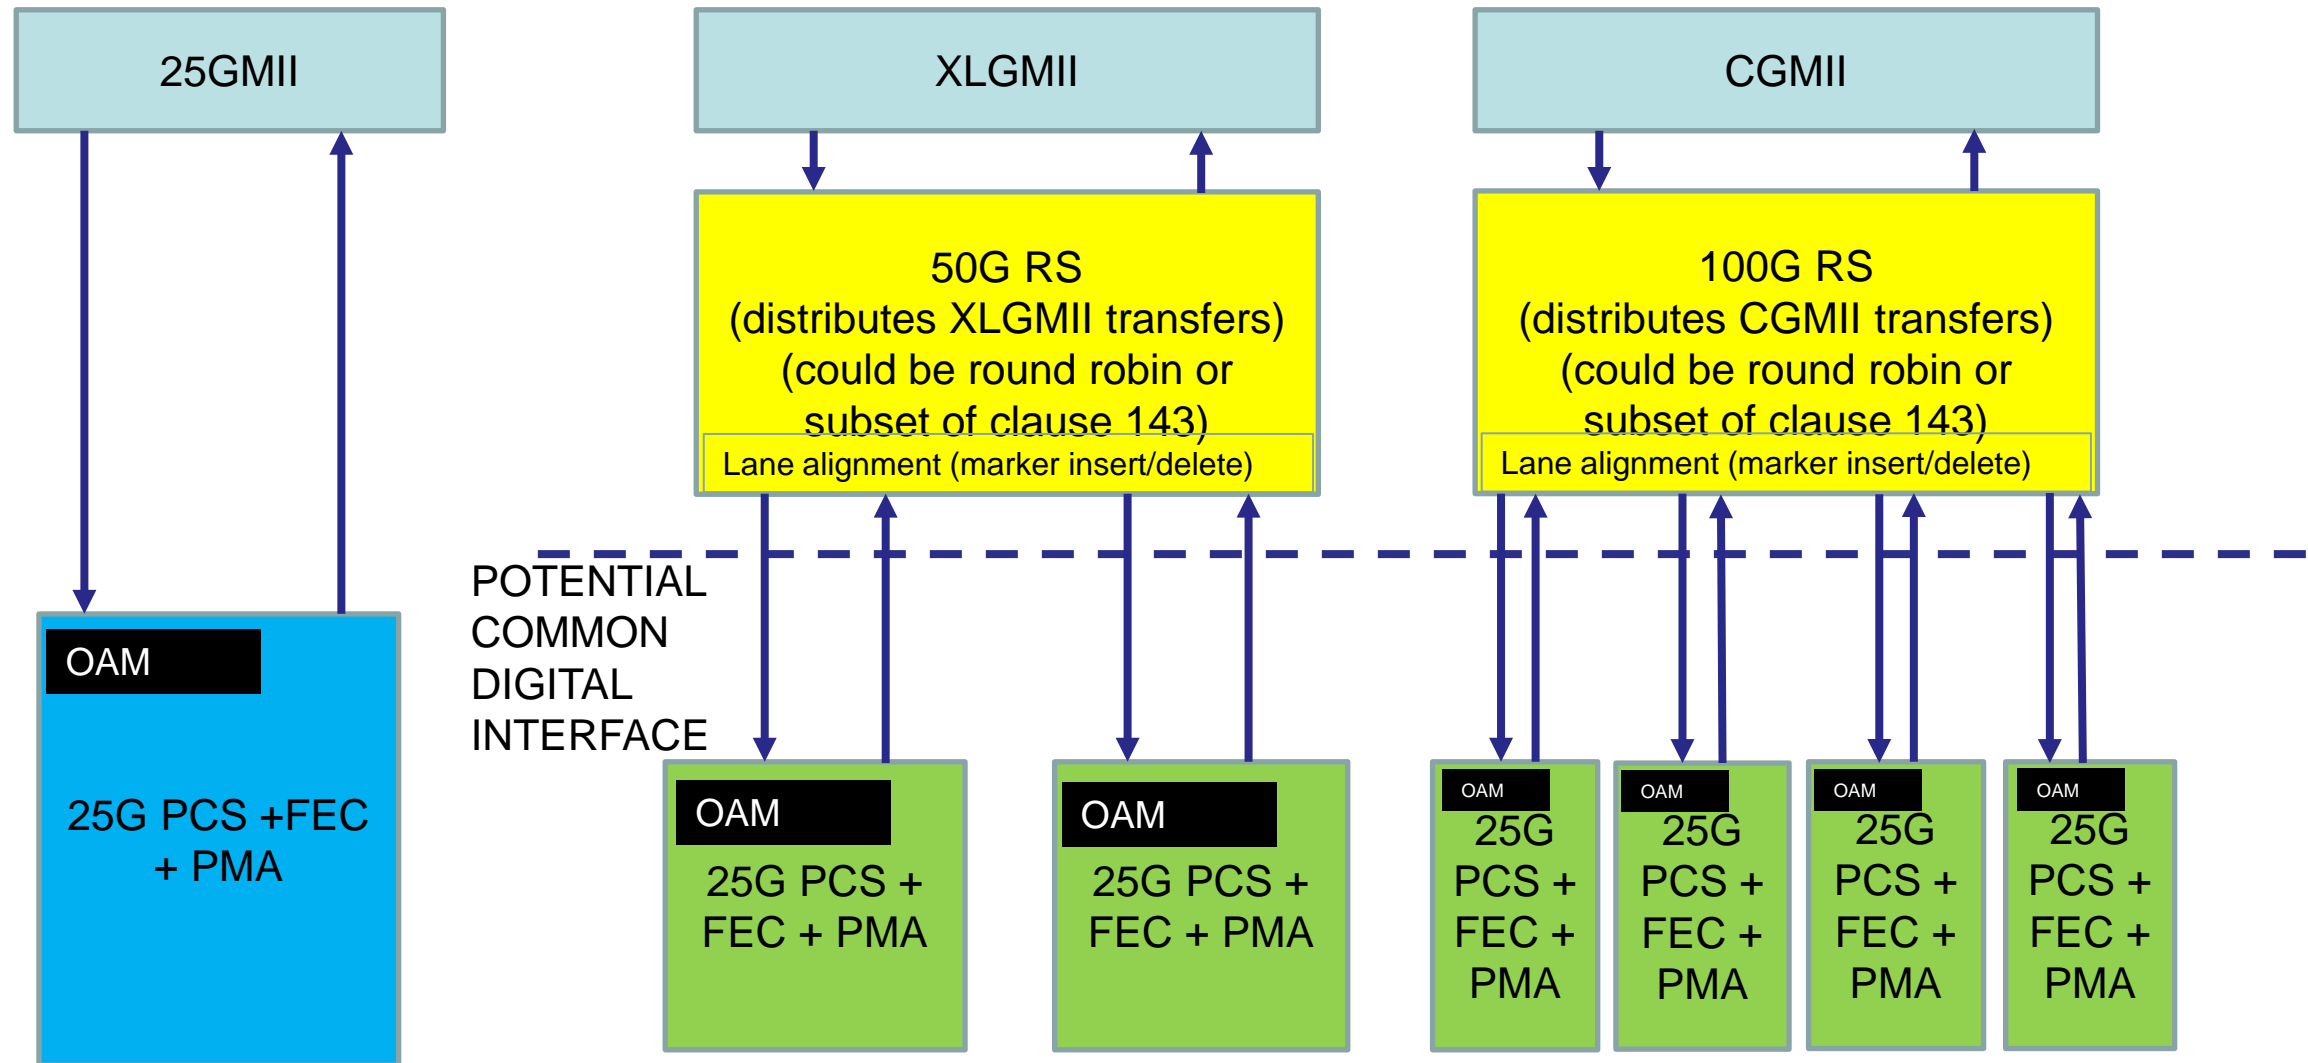 25GMII
XLGMII
CGMII
50G RS
(distributes XLGMII transfers)
(could be round robin or
subset of clause 143)
Lane alignment (marker insert/delete)
100G RS
(distributes CGMII transfers)
(could be round robin or
subset of clause 143)
Lane alignment (marker insert/delete)
POTENTIAL
COMMON
DIGITAL
INTERFACE
OAM
25G PCS +FEC
+ PMA
OAM
25G PCS +
FEC + PMA
OAM
25G PCS +
FEC + PMA
OAM
25G
PCS +
FEC +
PMA
OAM
25G
PCS +
FEC +
PMA
OAM
25G
PCS +
FEC +
PMA
OAM
25G
PCS +
FEC +
PMA